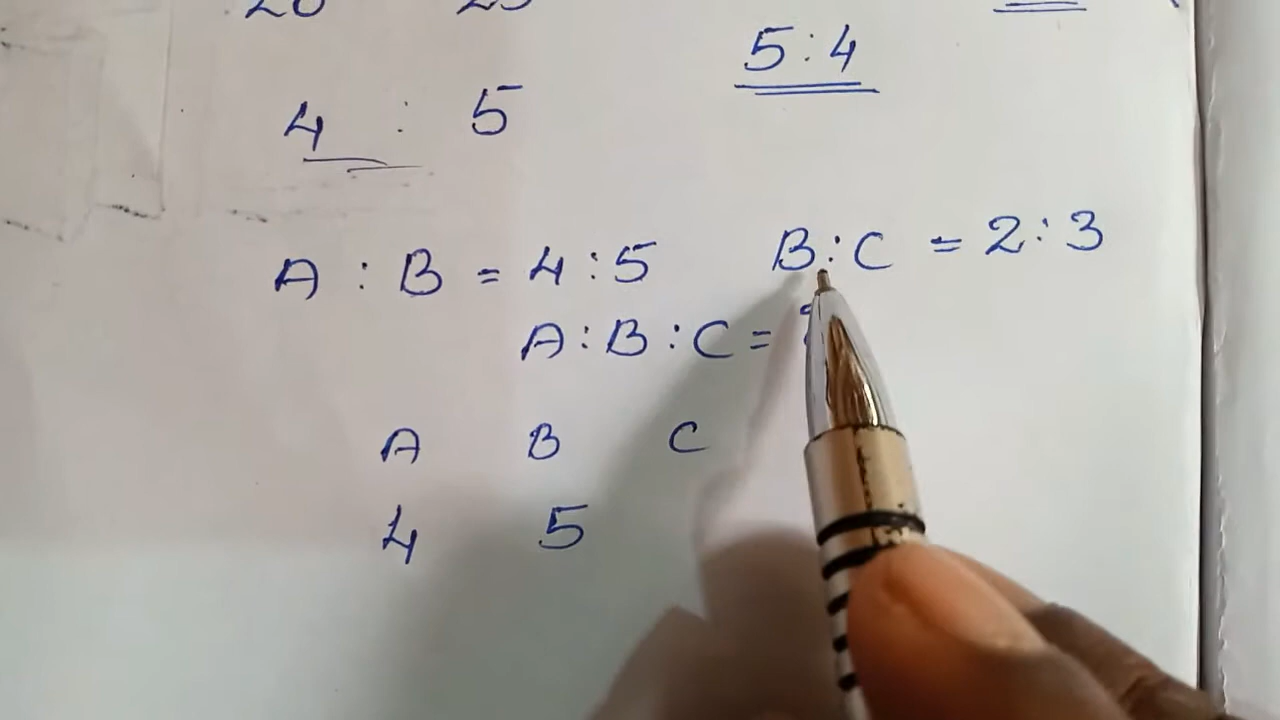 5:4
4 : 5
A : B = 4:5 B:C = 2:3
A:B:C =
A B C
4 5